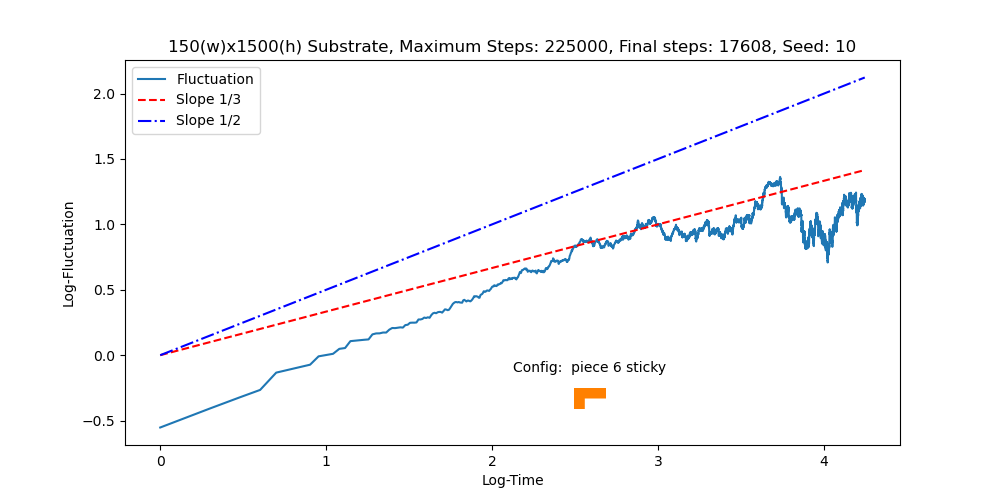 150(w)x1500(h) Substrate, Maximum Steps: 225000, Final steps: 17608, Seed: 10
Fluctuation
Slope 1/3
Slope 1/2
2.0
1.5
1.0
0.5
0.0
−0.5
Log-Fluctuation
Config:  piece 6 sticky
0
1
2
3
4
Log-Time